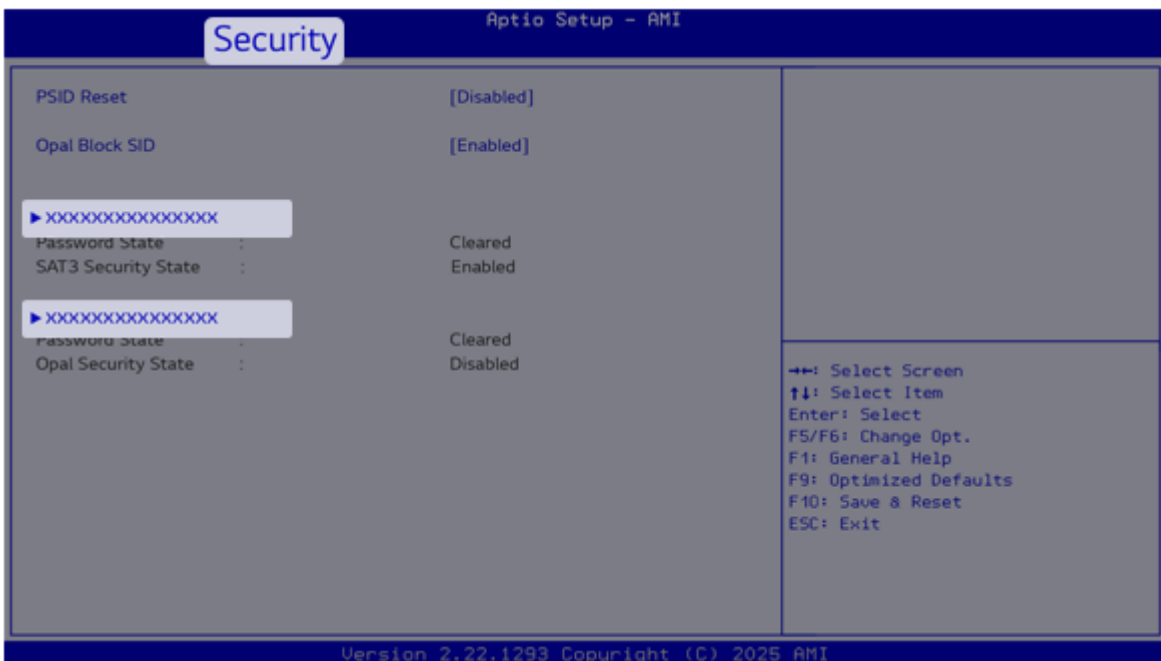 Aptio Setup - AMI
Security
PSID Reset [Disabled]
Opal Block SID [Enabled]
▶XXXXXXXXXXXXXXX
Password State : Cleared
SAT3 Security State : Enabled
▶XXXXXXXXXXXXXXX
Password State : Cleared
Opal Security State : Disabled
→←: Select Screen
↑↓: Select Item
Enter: Select
F5/F6: Change Opt.
F1: General Help
F9: Optimized Defaults
F10: Save & Reset
ESC: Exit
Version 2.22.1293 Copyright (C) 2025 AMI